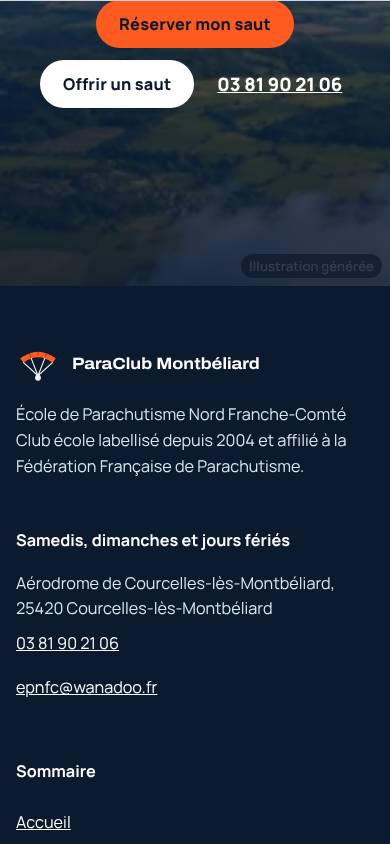 Réserver mon saut
Offrir un saut
03 81 90 21 06
Illustration générée
ParaClub Montbéliard
École de Parachutisme Nord Franche-Comté
Club école labellisé depuis 2004 et affilié à la
Fédération Française de Parachutisme.
Samedis, dimanches et jours fériés
Aérodrome de Courcelles-lès-Montbéliard,
25420 Courcelles-lès-Montbéliard
03 81 90 21 06
epnfc@wanadoo.fr
Sommaire
Accueil